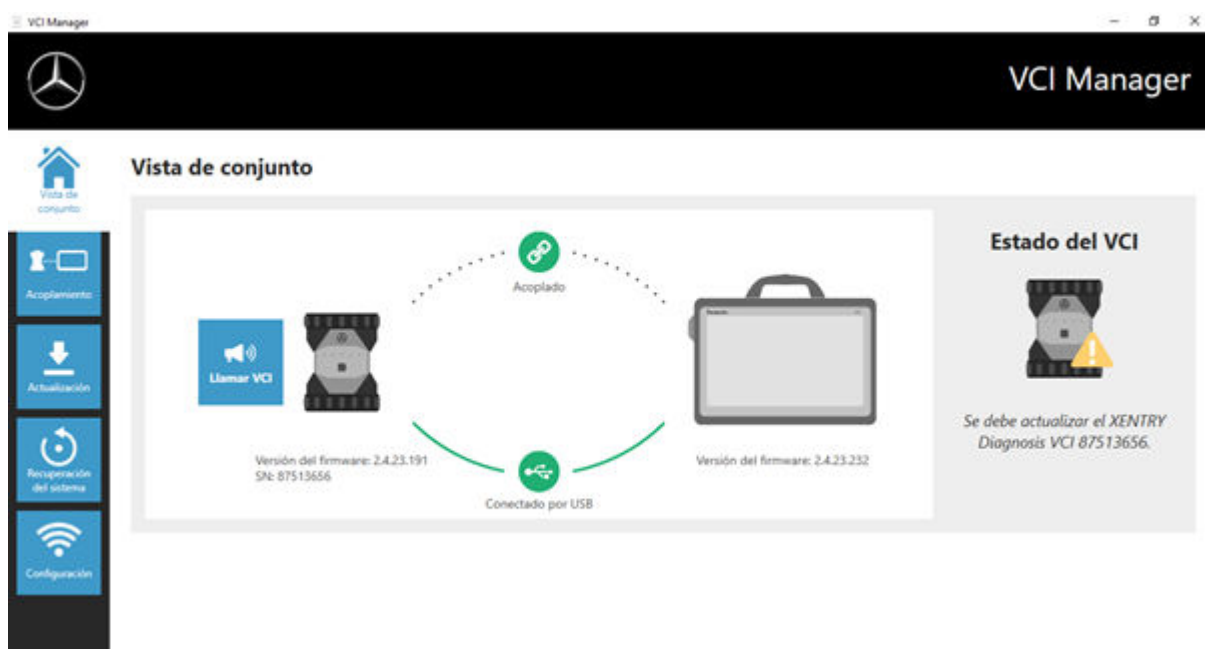 VCI Manager
VCI Manager
Vista de
conjunto
Vista de conjunto
Acoplamiento
Actualización
Recuperación
del sistema
Configuración
Acoplado
Llamar VCI
Versión del firmware: 2.4.23.191
SN: 87513656
Conectado por USB
Versión del firmware: 2.4.23.232
Estado del VCI
Se debe actualizar el XENTRY
Diagnosis VCI 87513656.